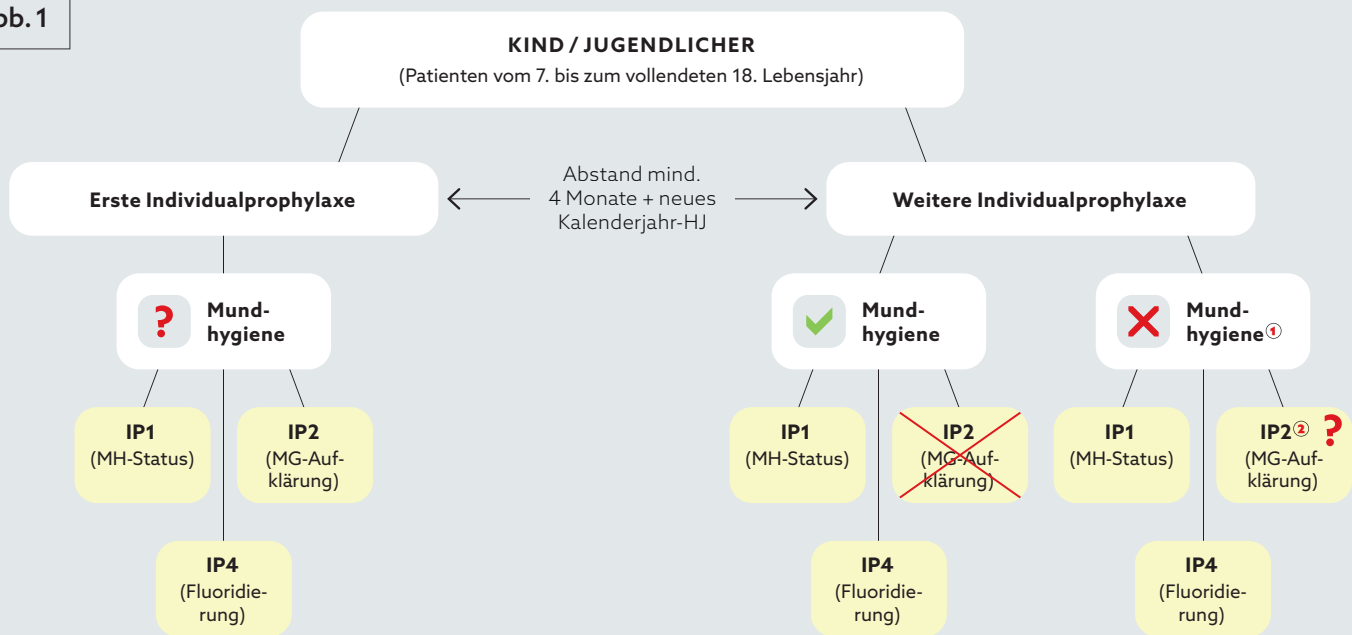 bb. 1
KIND / JUGENDLICHER
(Patienten vom 7. bis zum vollendeten 18. Lebensjahr)
Erste Individualprophylaxe
Abstand mind.
4 Monate + neues
Kalenderjahr-HJ
Weitere Individualprophylaxe
?
Mund-
hygiene
Mund-
hygiene
Mund-
hygiene①
IP1
(MH-Status)
IP2
(MG-Auf-
klärung)
IP4
(Fluoridie-
rung)
IP1
(MH-Status)
IP2
(MG-Auf-
klärung)
IP4
(Fluoridie-
rung)
IP1
(MH-Status)
IP2② ?
(MG-Auf-
klärung)
IP4
(Fluoridie-
rung)